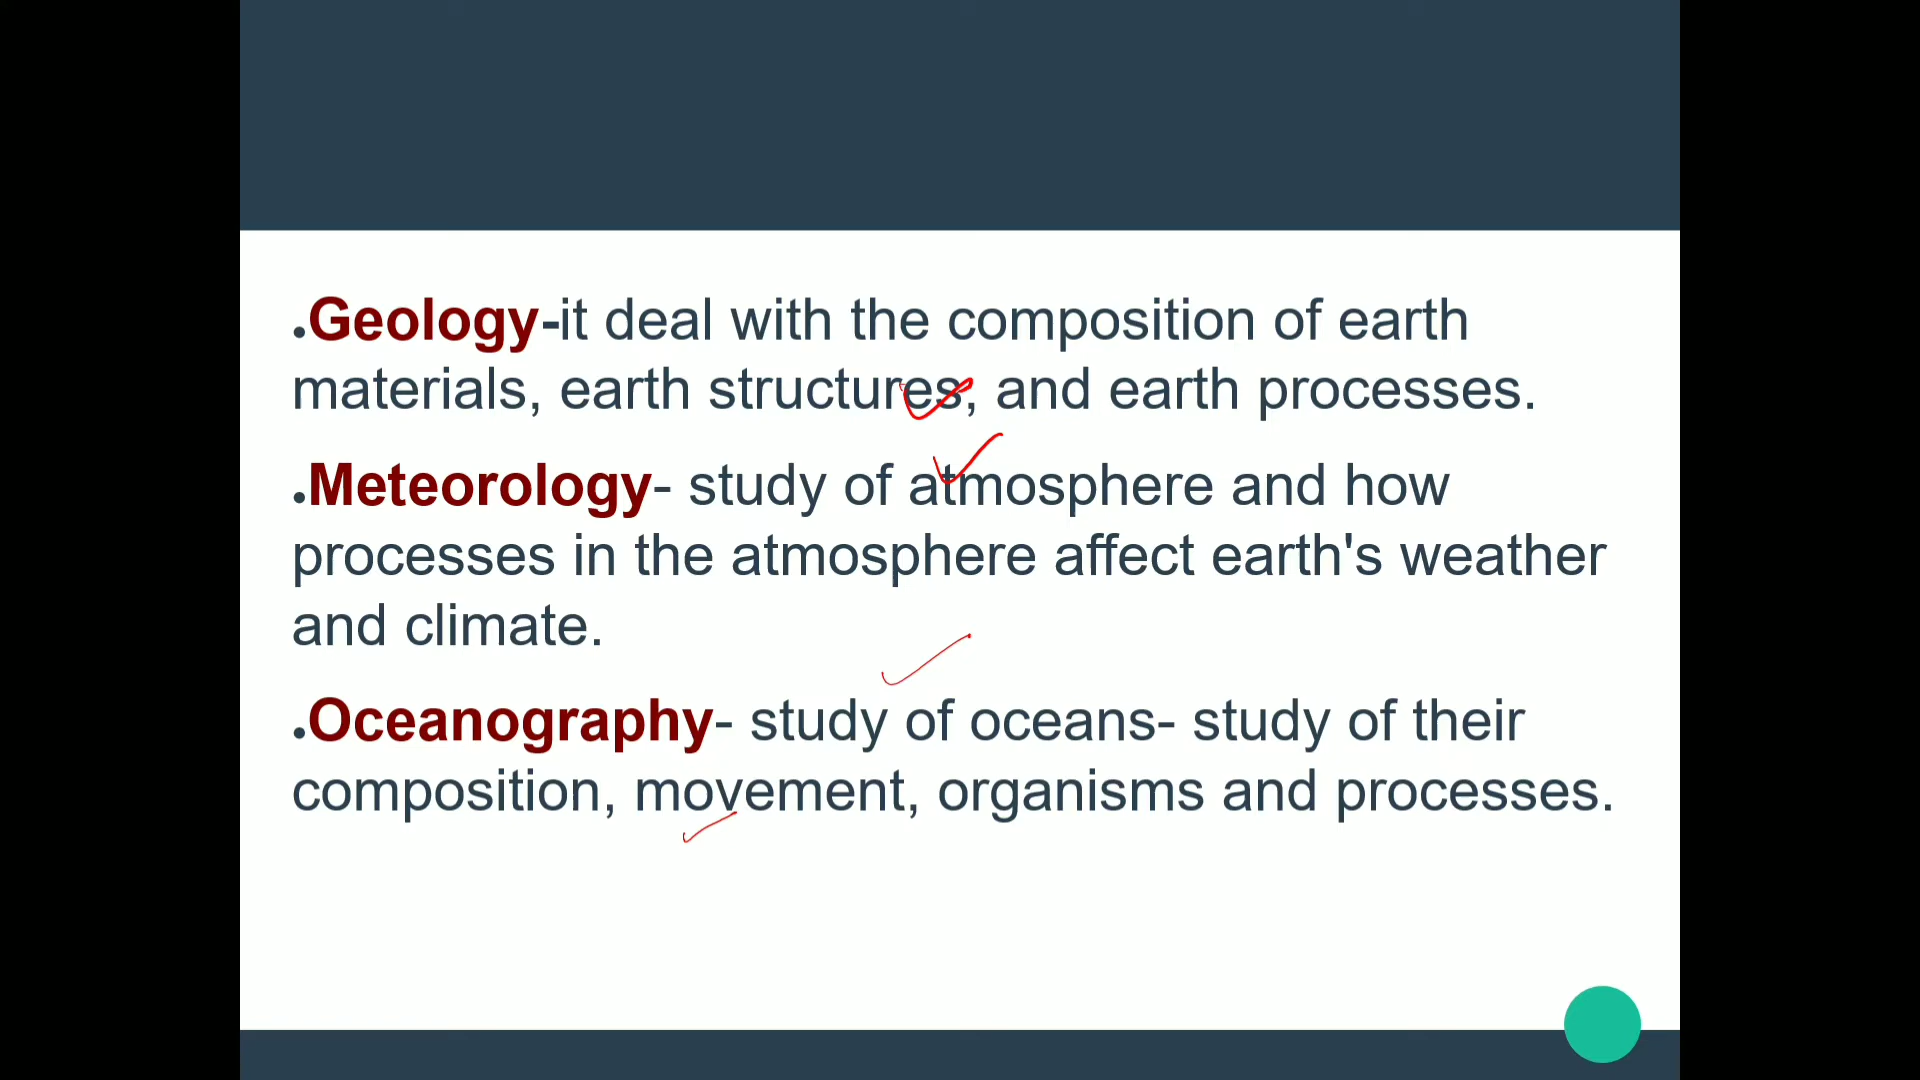 .Geology-it deal with the composition of earth
materials, earth structures, and earth processes.
.Meteorology- study of atmosphere and how
processes in the atmosphere affect earth's weather
and climate.
.Oceanography- study of oceans- study of their
composition, movement, organisms and processes.